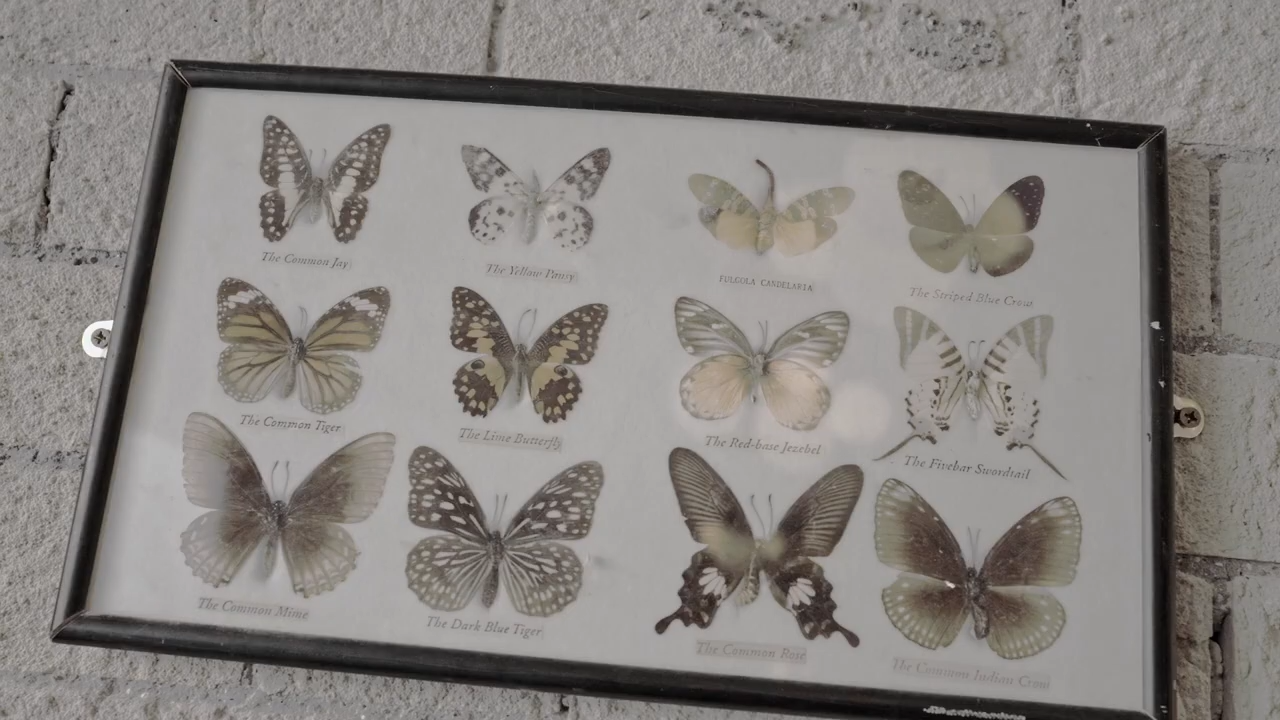 The Common Jay
The Yellow Pansy
FULGOLA CANDELARIA
The Striped Blue Crow
The Common Tiger
The Lime Butterfly
The Red-base Jezebel
The Fivebar Swordtail
The Common Mime
The Dark Blue Tiger
The Common Rose
The Common Indian Crow